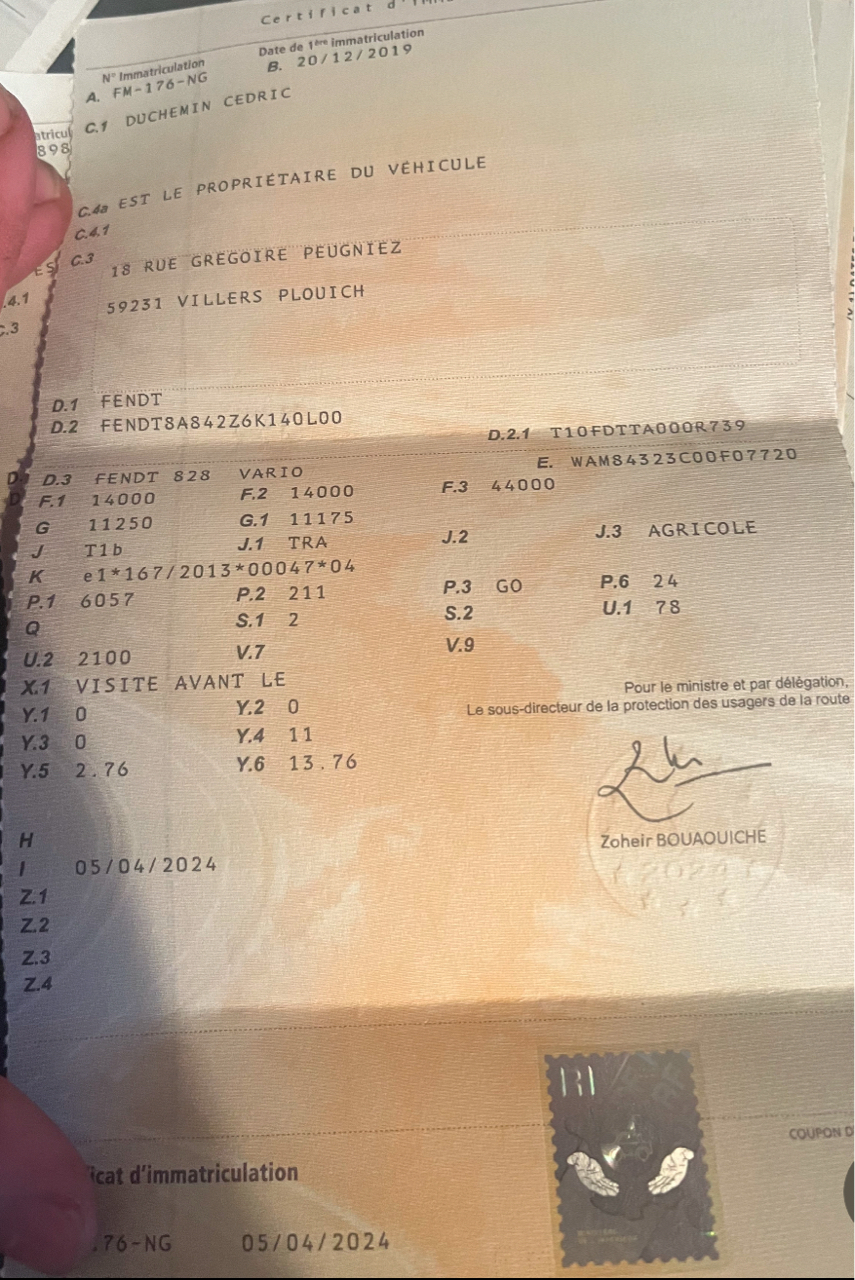 Certificat d'
N° Immatriculation
Date de 1ère immatriculation
A. FM-176-NG
B. 20/12/2019
C.1 DUCHEMIN CEDRIC
C.4a EST LE PROPRIÉTAIRE DU VÉHICULE
C.4.1
C.3 18 RUE GREGOIRE PEUGNIEZ
59231 VILLERS PLOUICH
D.1 FENDT
D.2 FENDT8A842Z6K140L00
D.2.1 T10FDTTA000R739
D.3 FENDT 828 VARIO
E. WAM84323C00F07720
F.1 14000 F.2 14000 F.3 44000
G 11250 G.1 11175
J T1b J.1 TRA J.2 J.3 AGRICOLE
K e1*167/2013*00047*04
P.1 6057 P.2 211 P.3 GO P.6 24
Q S.1 2 S.2 U.1 78
U.2 2100 V.7 V.9
X.1 VISITE AVANT LE
Y.1 0 Y.2 0
Y.3 0 Y.4 11
Y.5 2.76 Y.6 13.76
Pour le ministre et par délégation,
Le sous-directeur de la protection des usagers de la route
Zoheir BOUAOUICHE
H
I 05/04/2024
Z.1
Z.2
Z.3
Z.4
COUPON D
icat d'immatriculation
76-NG 05/04/2024
898
.4.1
C.3